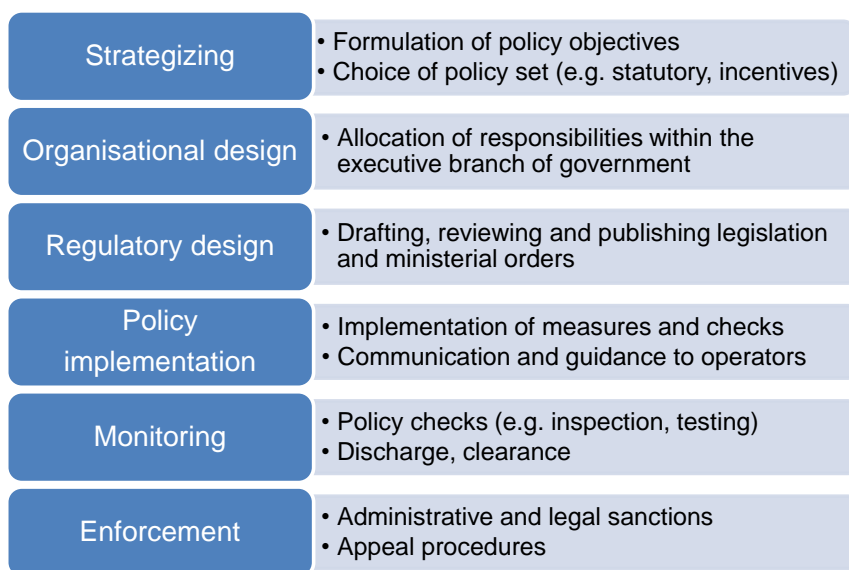 Strategizing
• Formulation of policy objectives
• Choice of policy set (e.g. statutory, incentives)
Organisational design
• Allocation of responsibilities within the
executive branch of government
Regulatory design
• Drafting, reviewing and publishing legislation
and ministerial orders
Policy
implementation
• Implementation of measures and checks
• Communication and guidance to operators
Monitoring
• Policy checks (e.g. inspection, testing)
• Discharge, clearance
Enforcement
• Administrative and legal sanctions
• Appeal procedures